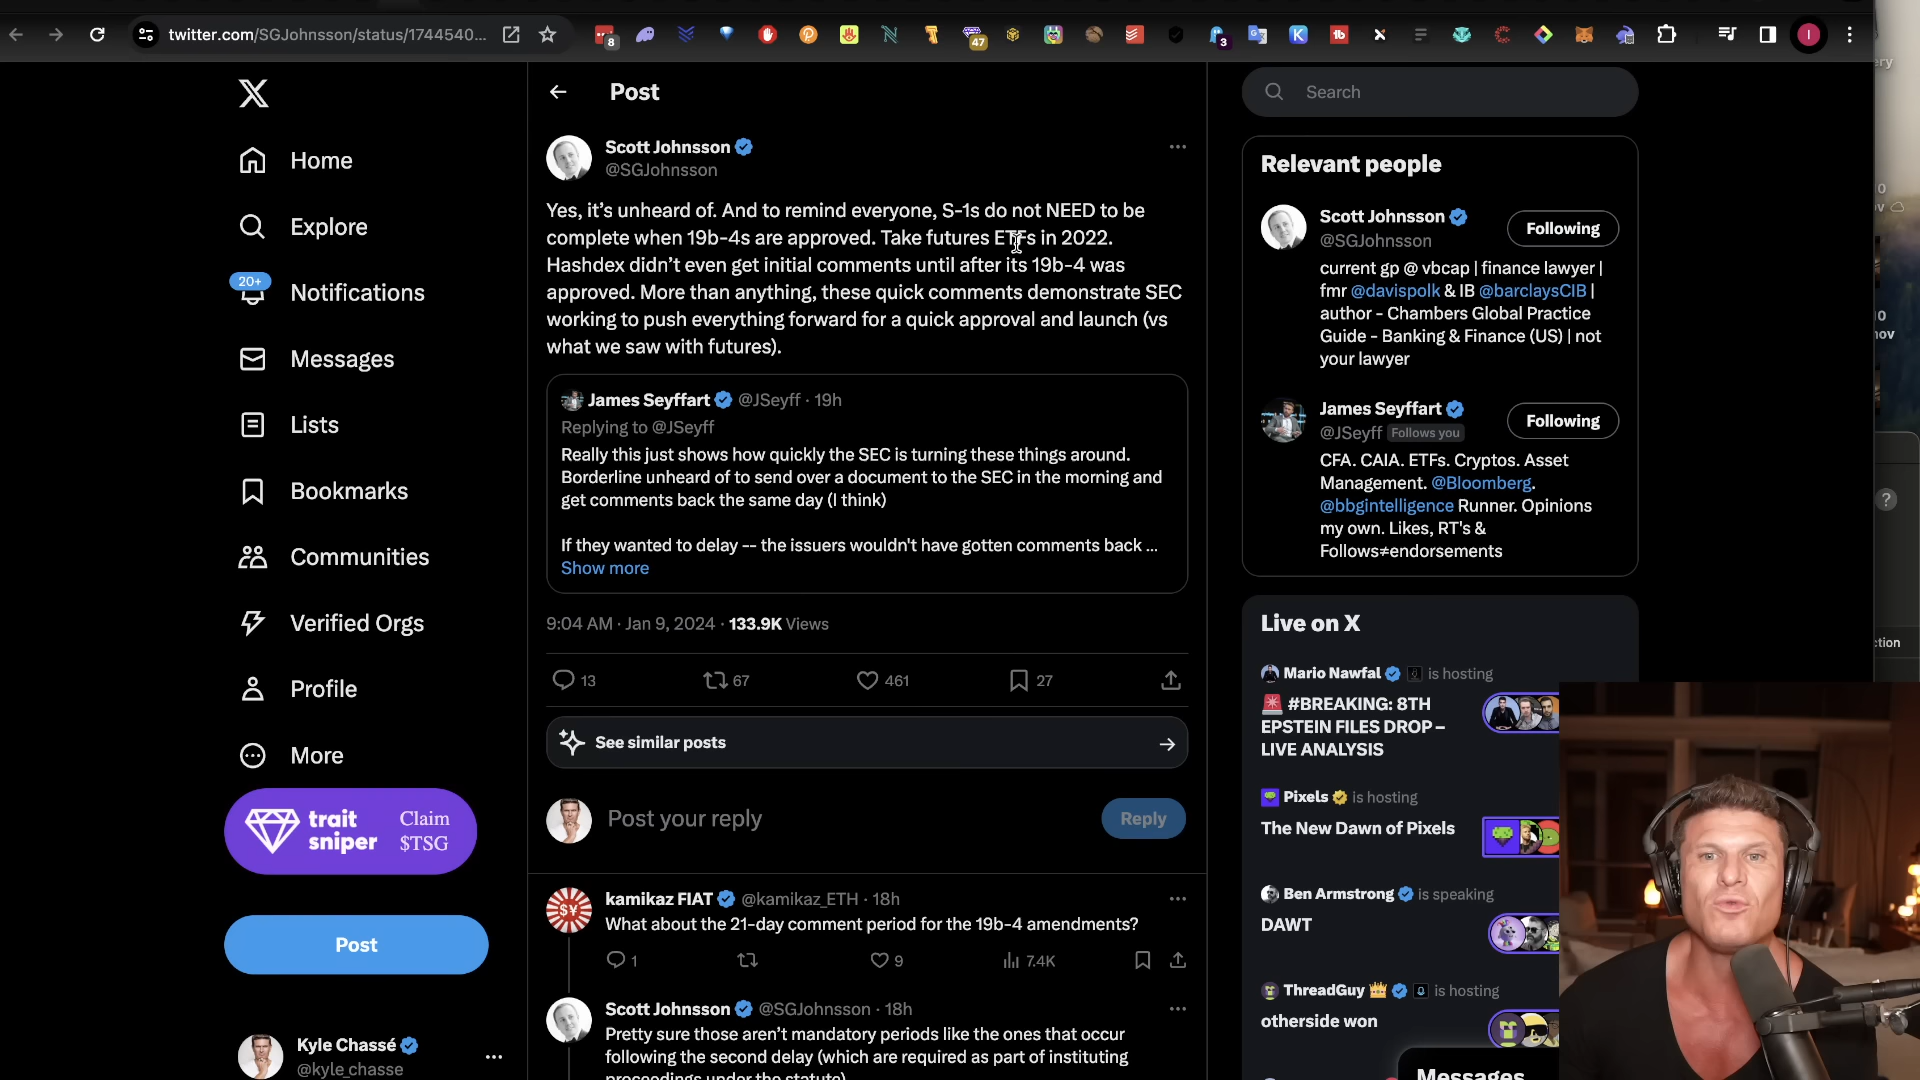 twitter.com/SGJohnsson/status/1744540...
8
47
3
X
Home
Explore
20+
Notifications
Messages
Lists
Bookmarks
Communities
Verified Orgs
Profile
More
trait sniper
Claim $TSG
Post
Kyle Chassé
@kyle_chasse
Post
Scott Johnsson
@SGJohnsson
Yes, it's unheard of. And to remind everyone, S-1s do not NEED to be
complete when 19b-4s are approved. Take futures ETFs in 2022.
Hashdex didn't even get initial comments until after its 19b-4 was
approved. More than anything, these quick comments demonstrate SEC
working to push everything forward for a quick approval and launch (vs
what we saw with futures).
James Seyffart @JSeyff · 19h
Replying to @JSeyff
Really this just shows how quickly the SEC is turning these things around.
Borderline unheard of to send over a document to the SEC in the morning and
get comments back the same day (I think)
If they wanted to delay -- the issuers wouldn't have gotten comments back ...
Show more
9:04 AM · Jan 9, 2024 · 133.9K Views
13 67 461 27
See similar posts
Post your reply
Reply
kamikaz FIAT @kamikaz_ETH · 18h
What about the 21-day comment period for the 19b-4 amendments?
1 9 7.4K
Scott Johnsson @SGJohnsson · 18h
Pretty sure those aren't mandatory periods like the ones that occur
following the second delay (which are required as part of instituting
proceedings under the statute)
Search
Relevant people
Scott Johnsson
@SGJohnsson
Following
current gp @ vbcap | finance lawyer |
fmr @davispolk & IB @barclaysCIB |
author - Chambers Global Practice
Guide - Banking & Finance (US) | not
your lawyer
James Seyffart
@JSeyff Follows you
Following
CFA. CAIA. ETFs. Cryptos. Asset
Management. @Bloomberg.
@bbgintelligence Runner. Opinions
my own. Likes, RT's &
Follows≠endorsements
Live on X
Mario Nawfal is hosting
#BREAKING: 8TH
EPSTEIN FILES DROP –
LIVE ANALYSIS
Pixels is hosting
The New Dawn of Pixels
Ben Armstrong is speaking
DAWT
ThreadGuy is hosting
otherside won
Messages